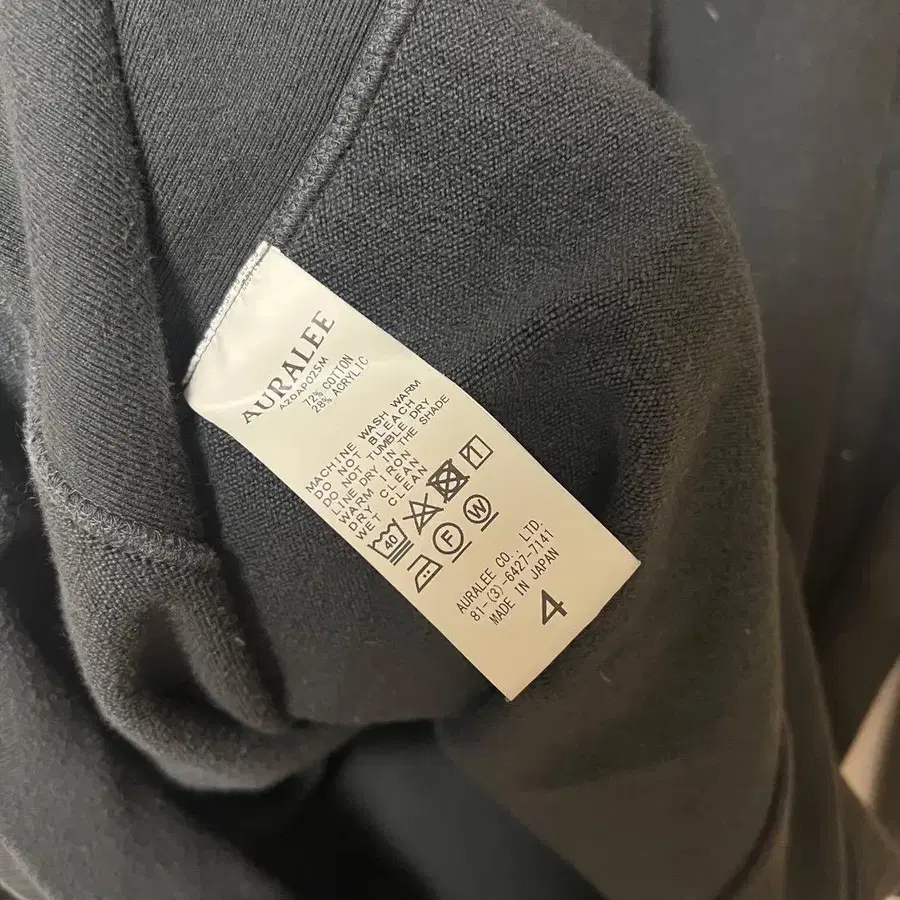 AURALEE
A20AP02SM
72% COTTON
28% ACRYLIC
MACHINE WASH WARM
DO NOT BLEACH
DO NOT TUMBLE DRY
LINE DRY IN THE SHADE
WARM IRON
DRY CLEAN
WET CLEAN
40
F W
AURALEE CO., LTD.
81-(3)-6427-7141
MADE IN JAPAN
4